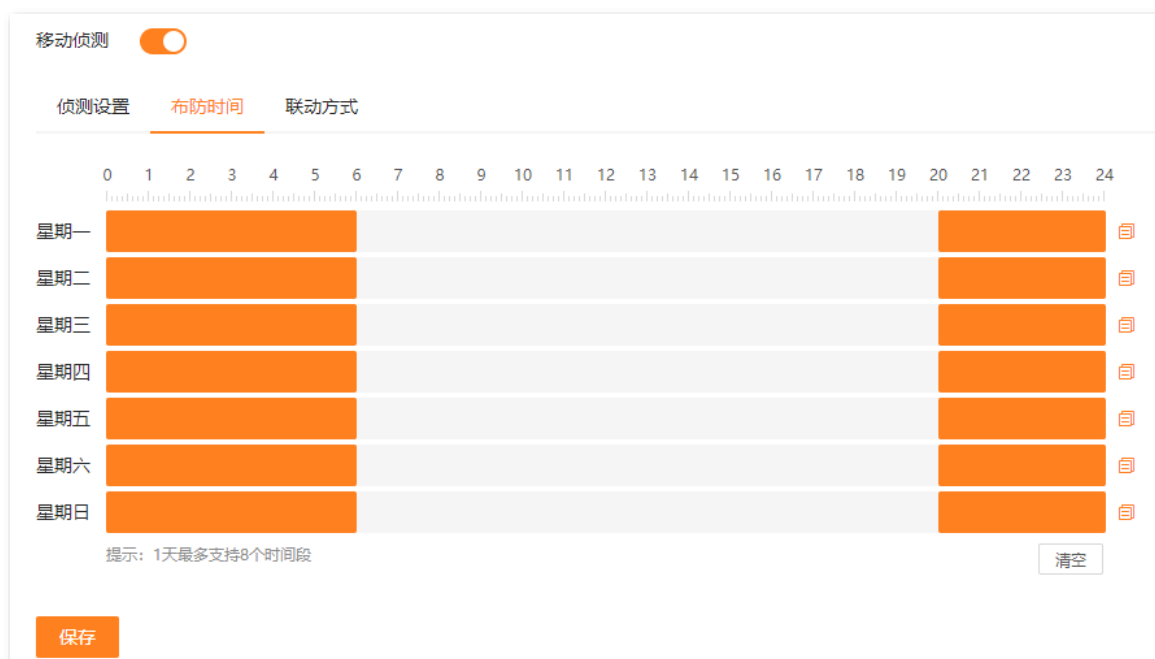 移动侦测
侦测设置 布防时间 联动方式
0 1 2 3 4 5 6 7 8 9 10 11 12 13 14 15 16 17 18 19 20 21 22 23 24
星期一
星期二
星期三
星期四
星期五
星期六
星期日
提示：1天最多支持8个时间段 清空
保存